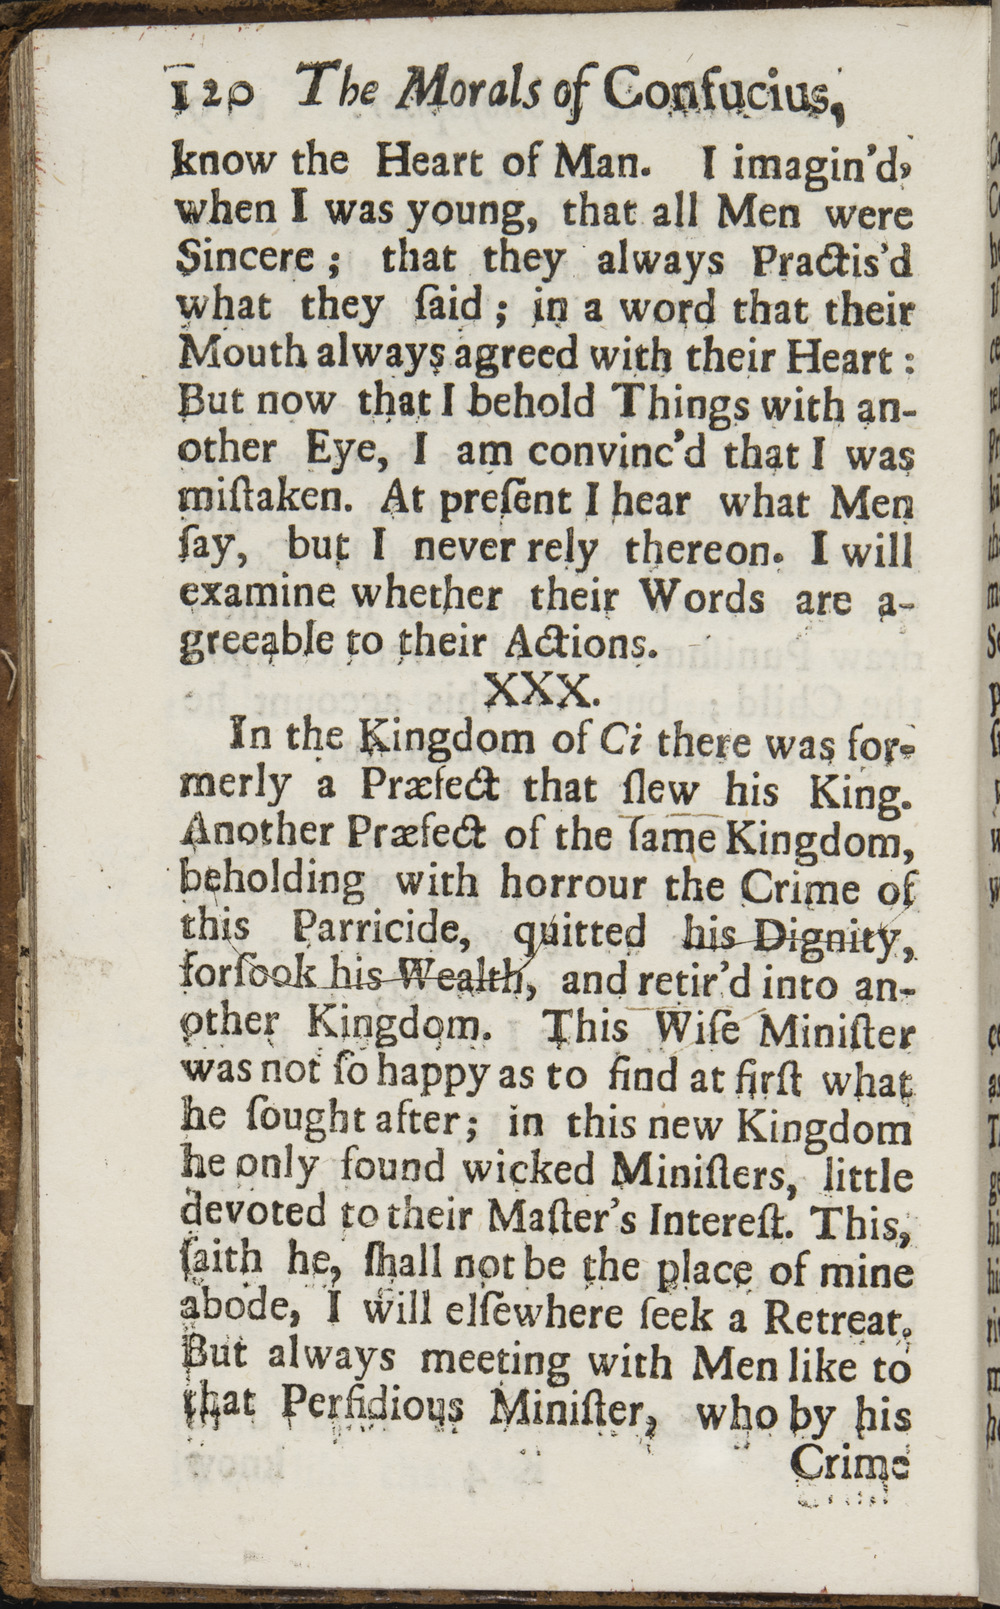 120 The Morals of Confucius,
know the Heart of Man. I imagin'd,
when I was young, that all Men were
Sincere ; that they always Practis'd
what they ſaid ; in a word that their
Mouth always agreed with their Heart :
But now that I behold Things with an-
other Eye, I am convinc'd that I was
miſtaken. At preſent I hear what Men
ſay, but I never rely thereon. I will
examine whether their Words are a-
greeable to their Actions.
XXX.
In the Kingdom of Ci there was for-
merly a Præfect that ſlew his King.
Another Præfect of the ſame Kingdom,
beholding with horrour the Crime of
this Parricide, quitted his Dignity,
forſook his Wealth, and retir'd into an-
other Kingdom. This Wiſe Miniſter
was not ſo happy as to find at firſt what
he ſought after; in this new Kingdom
he only found wicked Miniſters, little
devoted to their Maſter's Intereſt. This,
ſaith he, ſhall not be the place of mine
abode, I will elſewhere ſeek a Retreat.
But always meeting with Men like to
that Perfidious Miniſter, who by his
Crime